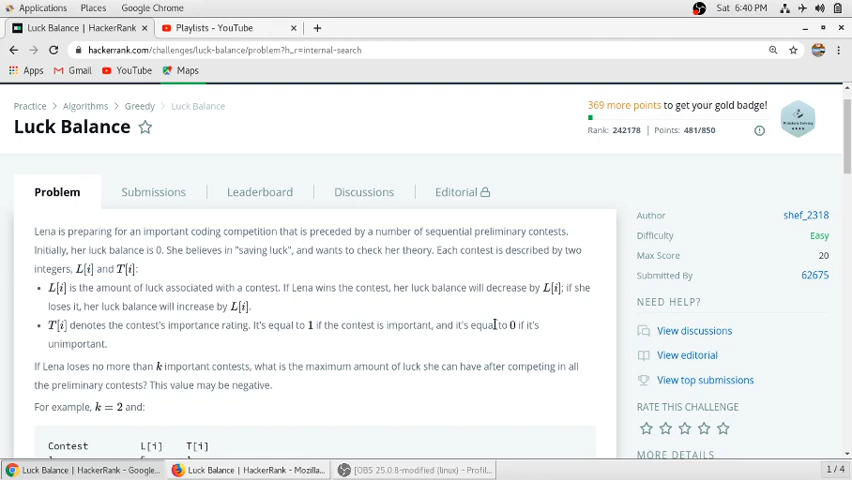 Applications Places Google Chrome Sat 6:40 PM
Luck Balance | HackerRank × Playlists - YouTube × +
hackerrank.com/challenges/luck-balance/problem?h_r=internal-search
Apps Gmail YouTube Maps
Practice > Algorithms > Greedy > Luck Balance
Luck Balance
369 more points to get your gold badge!
Rank: 242178 | Points: 481/850
Problem Submissions Leaderboard Discussions Editorial
Lena is preparing for an important coding competition that is preceded by a number of sequential preliminary contests.
Initially, her luck balance is 0. She believes in "saving luck", and wants to check her theory. Each contest is described by two
integers, L[i] and T[i]:
• L[i] is the amount of luck associated with a contest. If Lena wins the contest, her luck balance will decrease by L[i]; if she
loses it, her luck balance will increase by L[i].
• T[i] denotes the contest's importance rating. It's equal to 1 if the contest is important, and it's equal to 0 if it's
unimportant.
If Lena loses no more than k important contests, what is the maximum amount of luck she can have after competing in all
the preliminary contests? This value may be negative.
For example, k = 2 and:
Contest L[i] T[i]
Author shef_2318
Difficulty Easy
Max Score 20
Submitted By 62675
NEED HELP?
View discussions
View editorial
View top submissions
RATE THIS CHALLENGE
MORE DETAILS
Luck Balance | HackerRank - Google... Luck Balance | HackerRank - Mozilla... [OBS 25.0.8-modified (linux) - Profil... 1 / 4